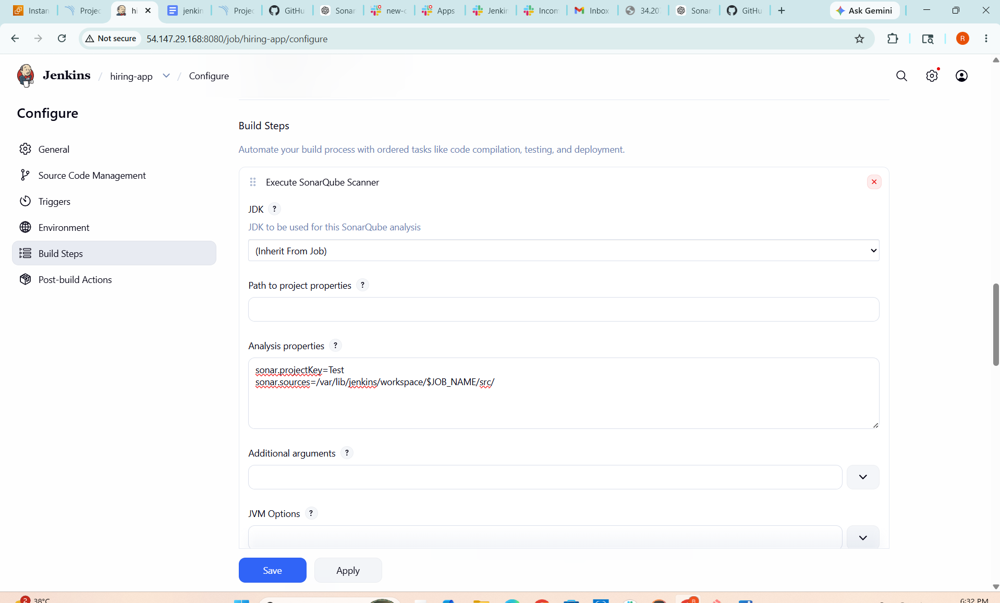 Instan
Projec
hi
jenkin
Projec
GitHu
Sonar
new-c
Apps
Jenkin
Incom
Inbox
34.207
Sonar
GitHu
Ask Gemini
Not secure
54.147.29.168:8080/job/hiring-app/configure
R
Jenkins / hiring-app / Configure
Configure
General
Source Code Management
Triggers
Environment
Build Steps
Post-build Actions
Build Steps
Automate your build process with ordered tasks like code compilation, testing, and deployment.
Execute SonarQube Scanner
JDK ?
JDK to be used for this SonarQube analysis
(Inherit From Job)
Path to project properties ?
Analysis properties ?
sonar.projectKey=Test
sonar.sources=/var/lib/jenkins/workspace/$JOB_NAME/src/
Additional arguments ?
JVM Options ?
Save
Apply
2
38°C
6:32 PM